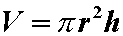 V = πr²h